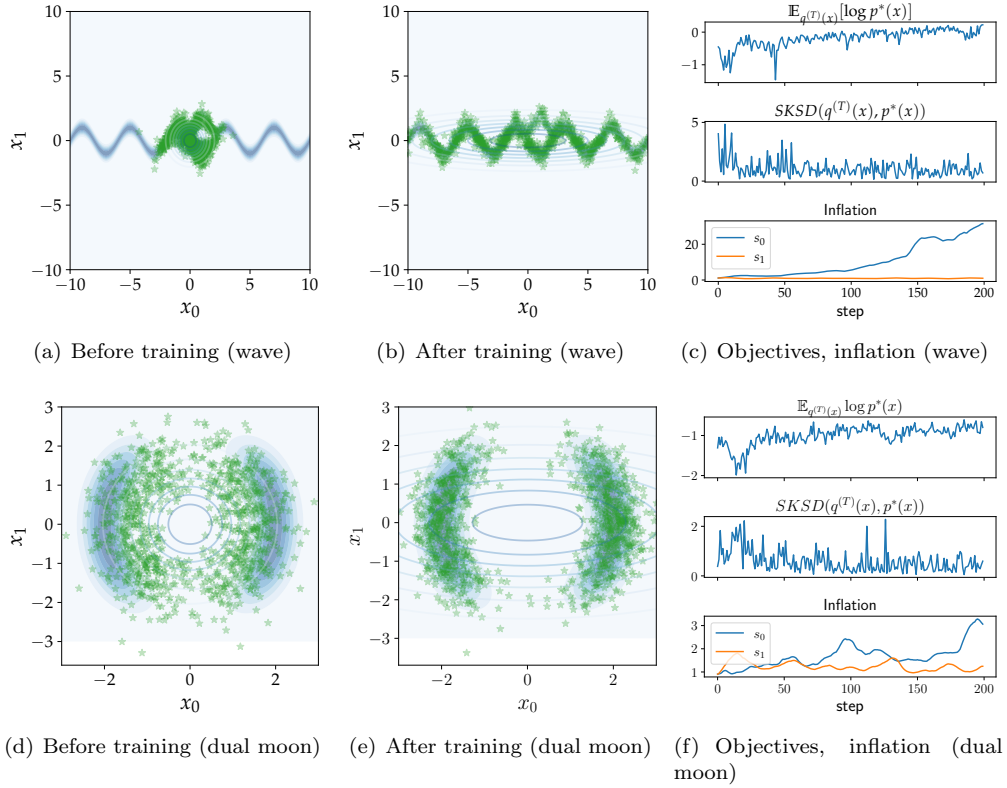 10
5
0
−5
−10
x₁
−10 −5 0 5 10
x₀
(a) Before training (wave)
10
5
0
−5
−10
x₁
−10 −5 0 5 10
x₀
(b) After training (wave)
𝔼_{q^{(T)}(x)}[log p*(x)]
0
−1
SKSD(q^{(T)}(x), p*(x))
5
0
Inflation
s₀
s₁
20
0
0 50 100 150 200
step
(c) Objectives, inflation (wave)
3
2
1
0
−1
−2
−3
x₁
−2 0 2
x₀
(d) Before training (dual moon)
3
2
1
0
−1
−2
−3
x₁
−2 0 2
x₀
(e) After training (dual moon)
𝔼_{q^{(T)}(x)} log p*(x)
−1
−2
SKSD(q^{(T)}(x), p*(x))
2
0
Inflation
s₀
s₁
3
2
1
0 50 100 150 200
step
(f) Objectives, inflation (dual
moon)